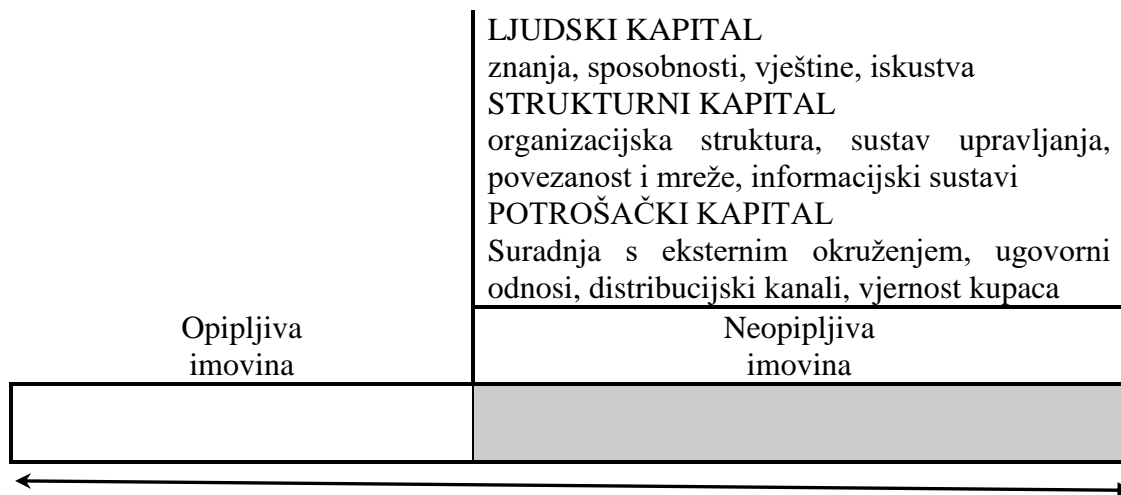 LJUDSKI KAPITAL
znanja, sposobnosti, vještine, iskustva
STRUKTURNI KAPITAL
organizacijska struktura, sustav upravljanja,
povezanost i mreže, informacijski sustavi
POTROŠAČKI KAPITAL
Suradnja s eksternim okruženjem, ugovorni
odnosi, distribucijski kanali, vjernost kupaca
Opipljiva
imovina
Neopipljiva
imovina